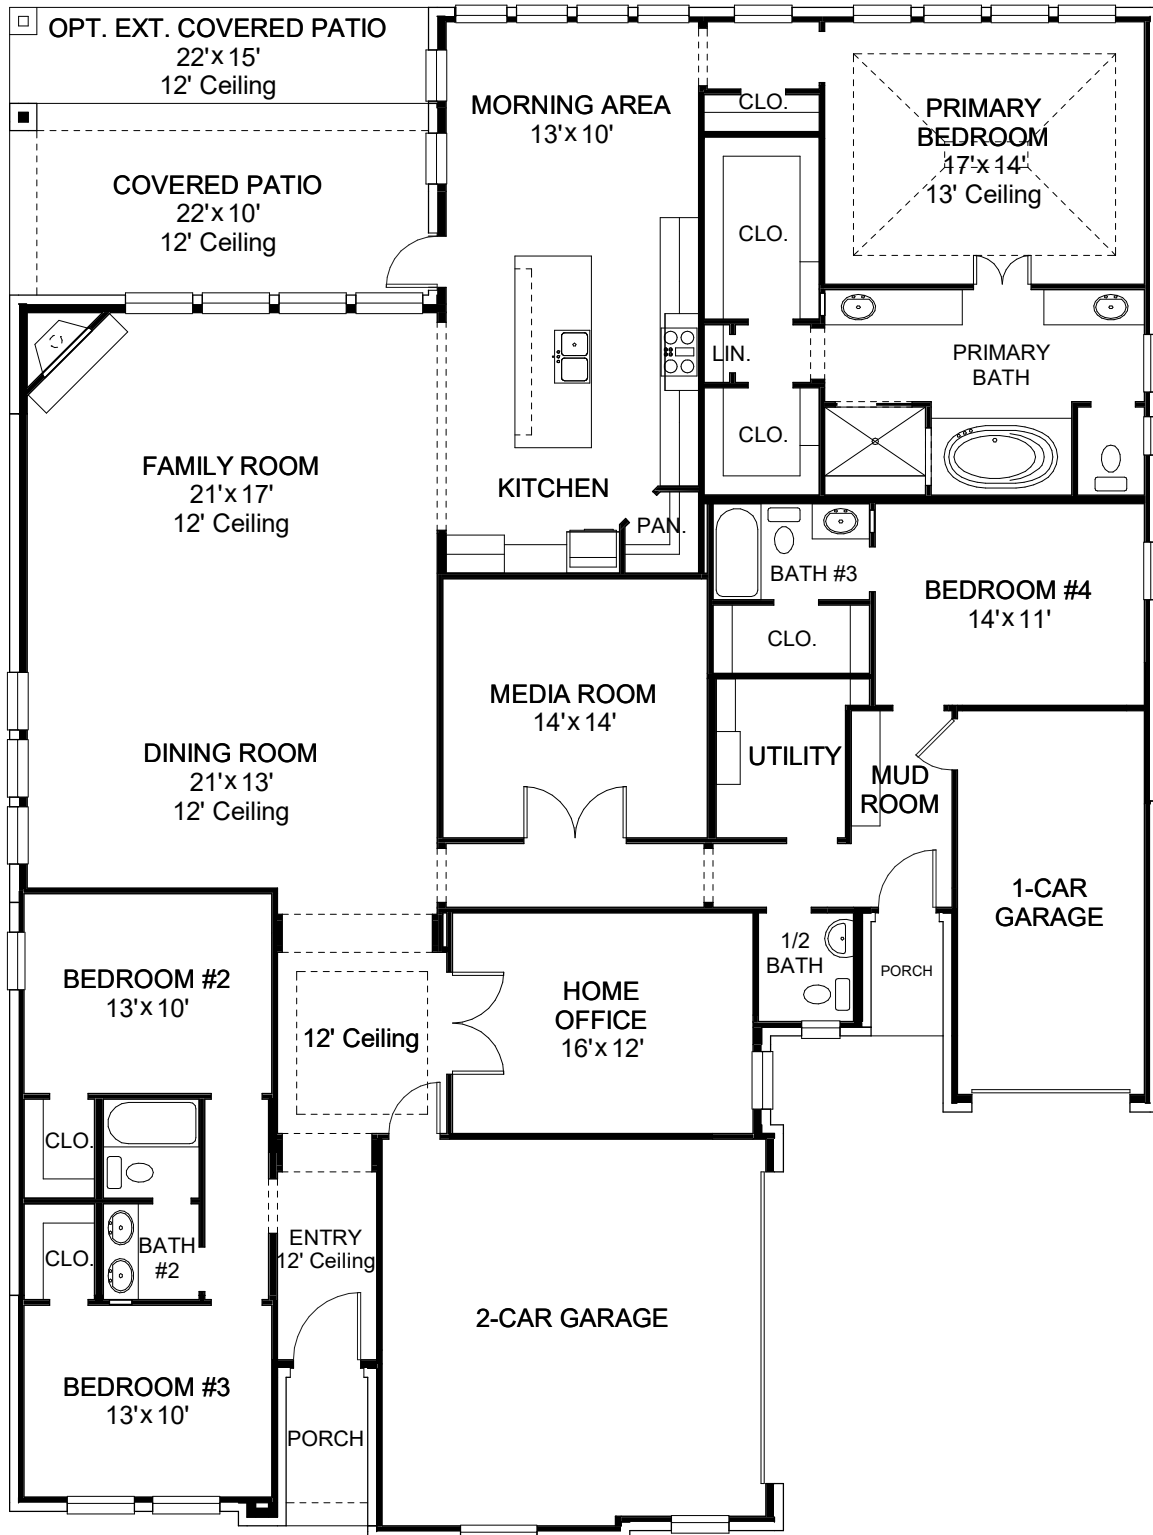 OPT. EXT. COVERED PATIO
22'x 15'
12' Ceiling
MORNING AREA
13'x 10'
CLO.
PRIMARY
BEDROOM
17'x 14'
13' Ceiling
COVERED PATIO
22'x 10'
12' Ceiling
CLO.
LIN.
PRIMARY
BATH
CLO.
FAMILY ROOM
21'x 17'
12' Ceiling
KITCHEN
PAN.
BATH #3
BEDROOM #4
14'x 11'
CLO.
MEDIA ROOM
14'x 14'
DINING ROOM
21'x 13'
12' Ceiling
UTILITY
MUD
ROOM
1-CAR
GARAGE
1/2
BATH
PORCH
BEDROOM #2
13'x 10'
12' Ceiling
HOME
OFFICE
16'x 12'
CLO.
CLO.
BATH
#2
ENTRY
12' Ceiling
2-CAR GARAGE
BEDROOM #3
13'x 10'
PORCH